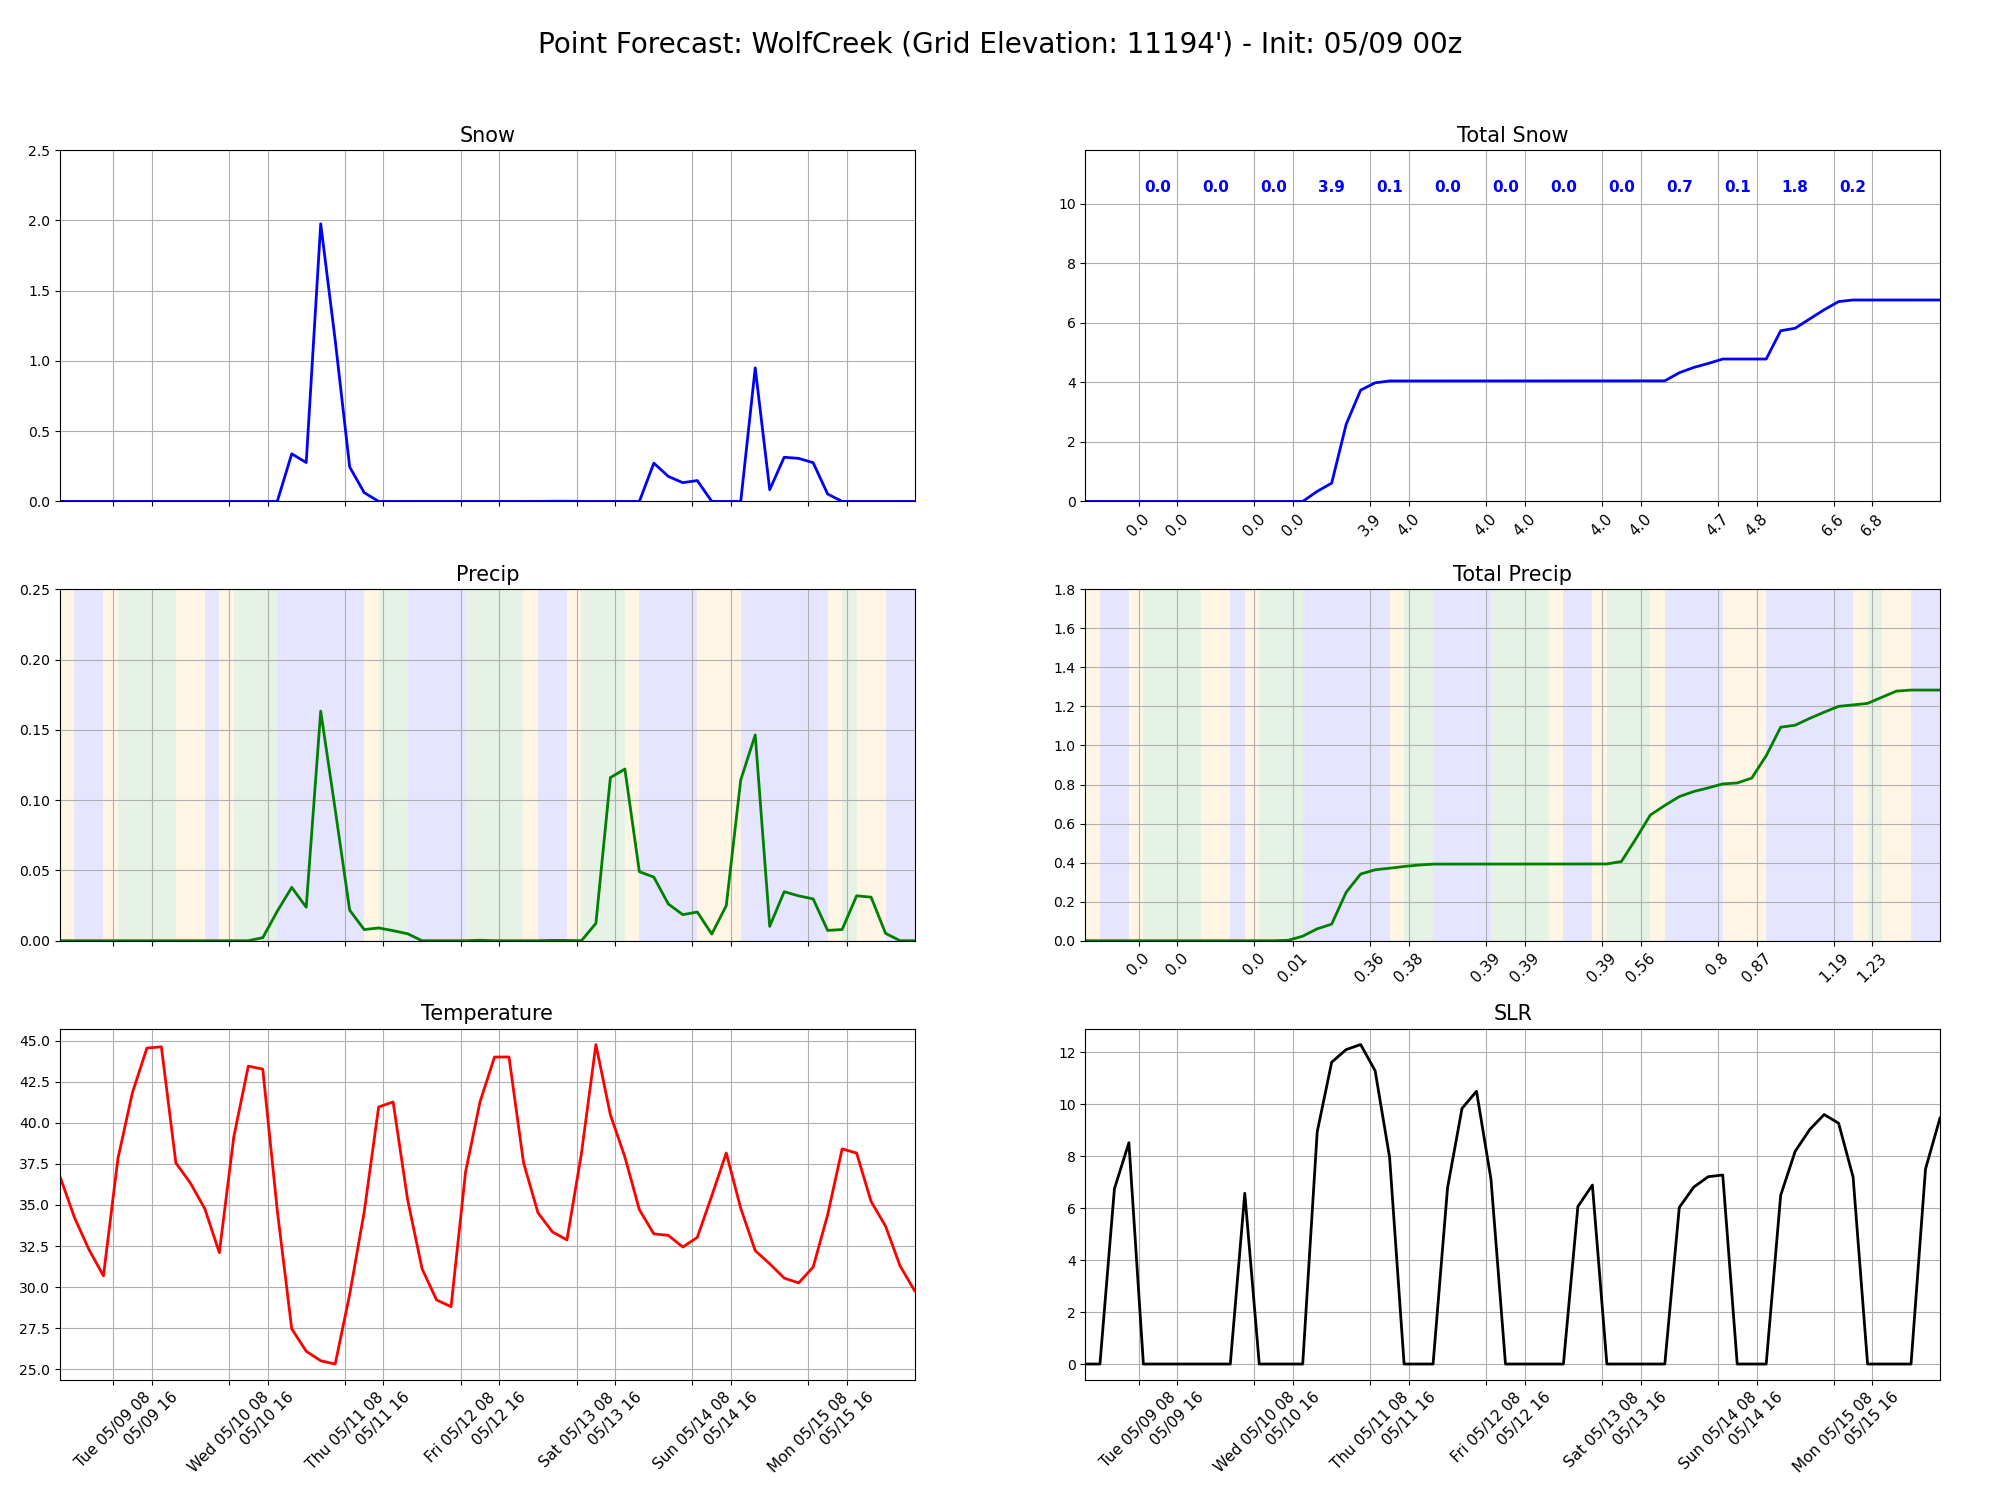 Point Forecast: WolfCreek (Grid Elevation: 11194') - Init: 05/09 00z
Snow
2.5
2.0
1.5
1.0
0.5
0.0
Total Snow
0.0 0.0 0.0 3.9 0.1 0.0 0.0 0.0 0.0 0.7 0.1 1.8 0.2
10
8
6
4
2
0
0.0 0.0 0.0 0.0 3.9 4.0 4.0 4.0 4.0 4.0 4.7 4.8 6.6 6.8
Precip
0.25
0.20
0.15
0.10
0.05
0.00
Total Precip
1.8
1.6
1.4
1.2
1.0
0.8
0.6
0.4
0.2
0.0
0.0 0.0 0.0 0.01 0.36 0.38 0.39 0.39 0.39 0.56 0.8 0.87 1.19 1.23
Temperature
45.0
42.5
40.0
37.5
35.0
32.5
30.0
27.5
25.0
Tue 05/09 08
05/09 16
Wed 05/10 08
05/10 16
Thu 05/11 08
05/11 16
Fri 05/12 08
05/12 16
Sat 05/13 08
05/13 16
Sun 05/14 08
05/14 16
Mon 05/15 08
05/15 16
SLR
12
10
8
6
4
2
0
Tue 05/09 08
05/09 16
Wed 05/10 08
05/10 16
Thu 05/11 08
05/11 16
Fri 05/12 08
05/12 16
Sat 05/13 08
05/13 16
Sun 05/14 08
05/14 16
Mon 05/15 08
05/15 16